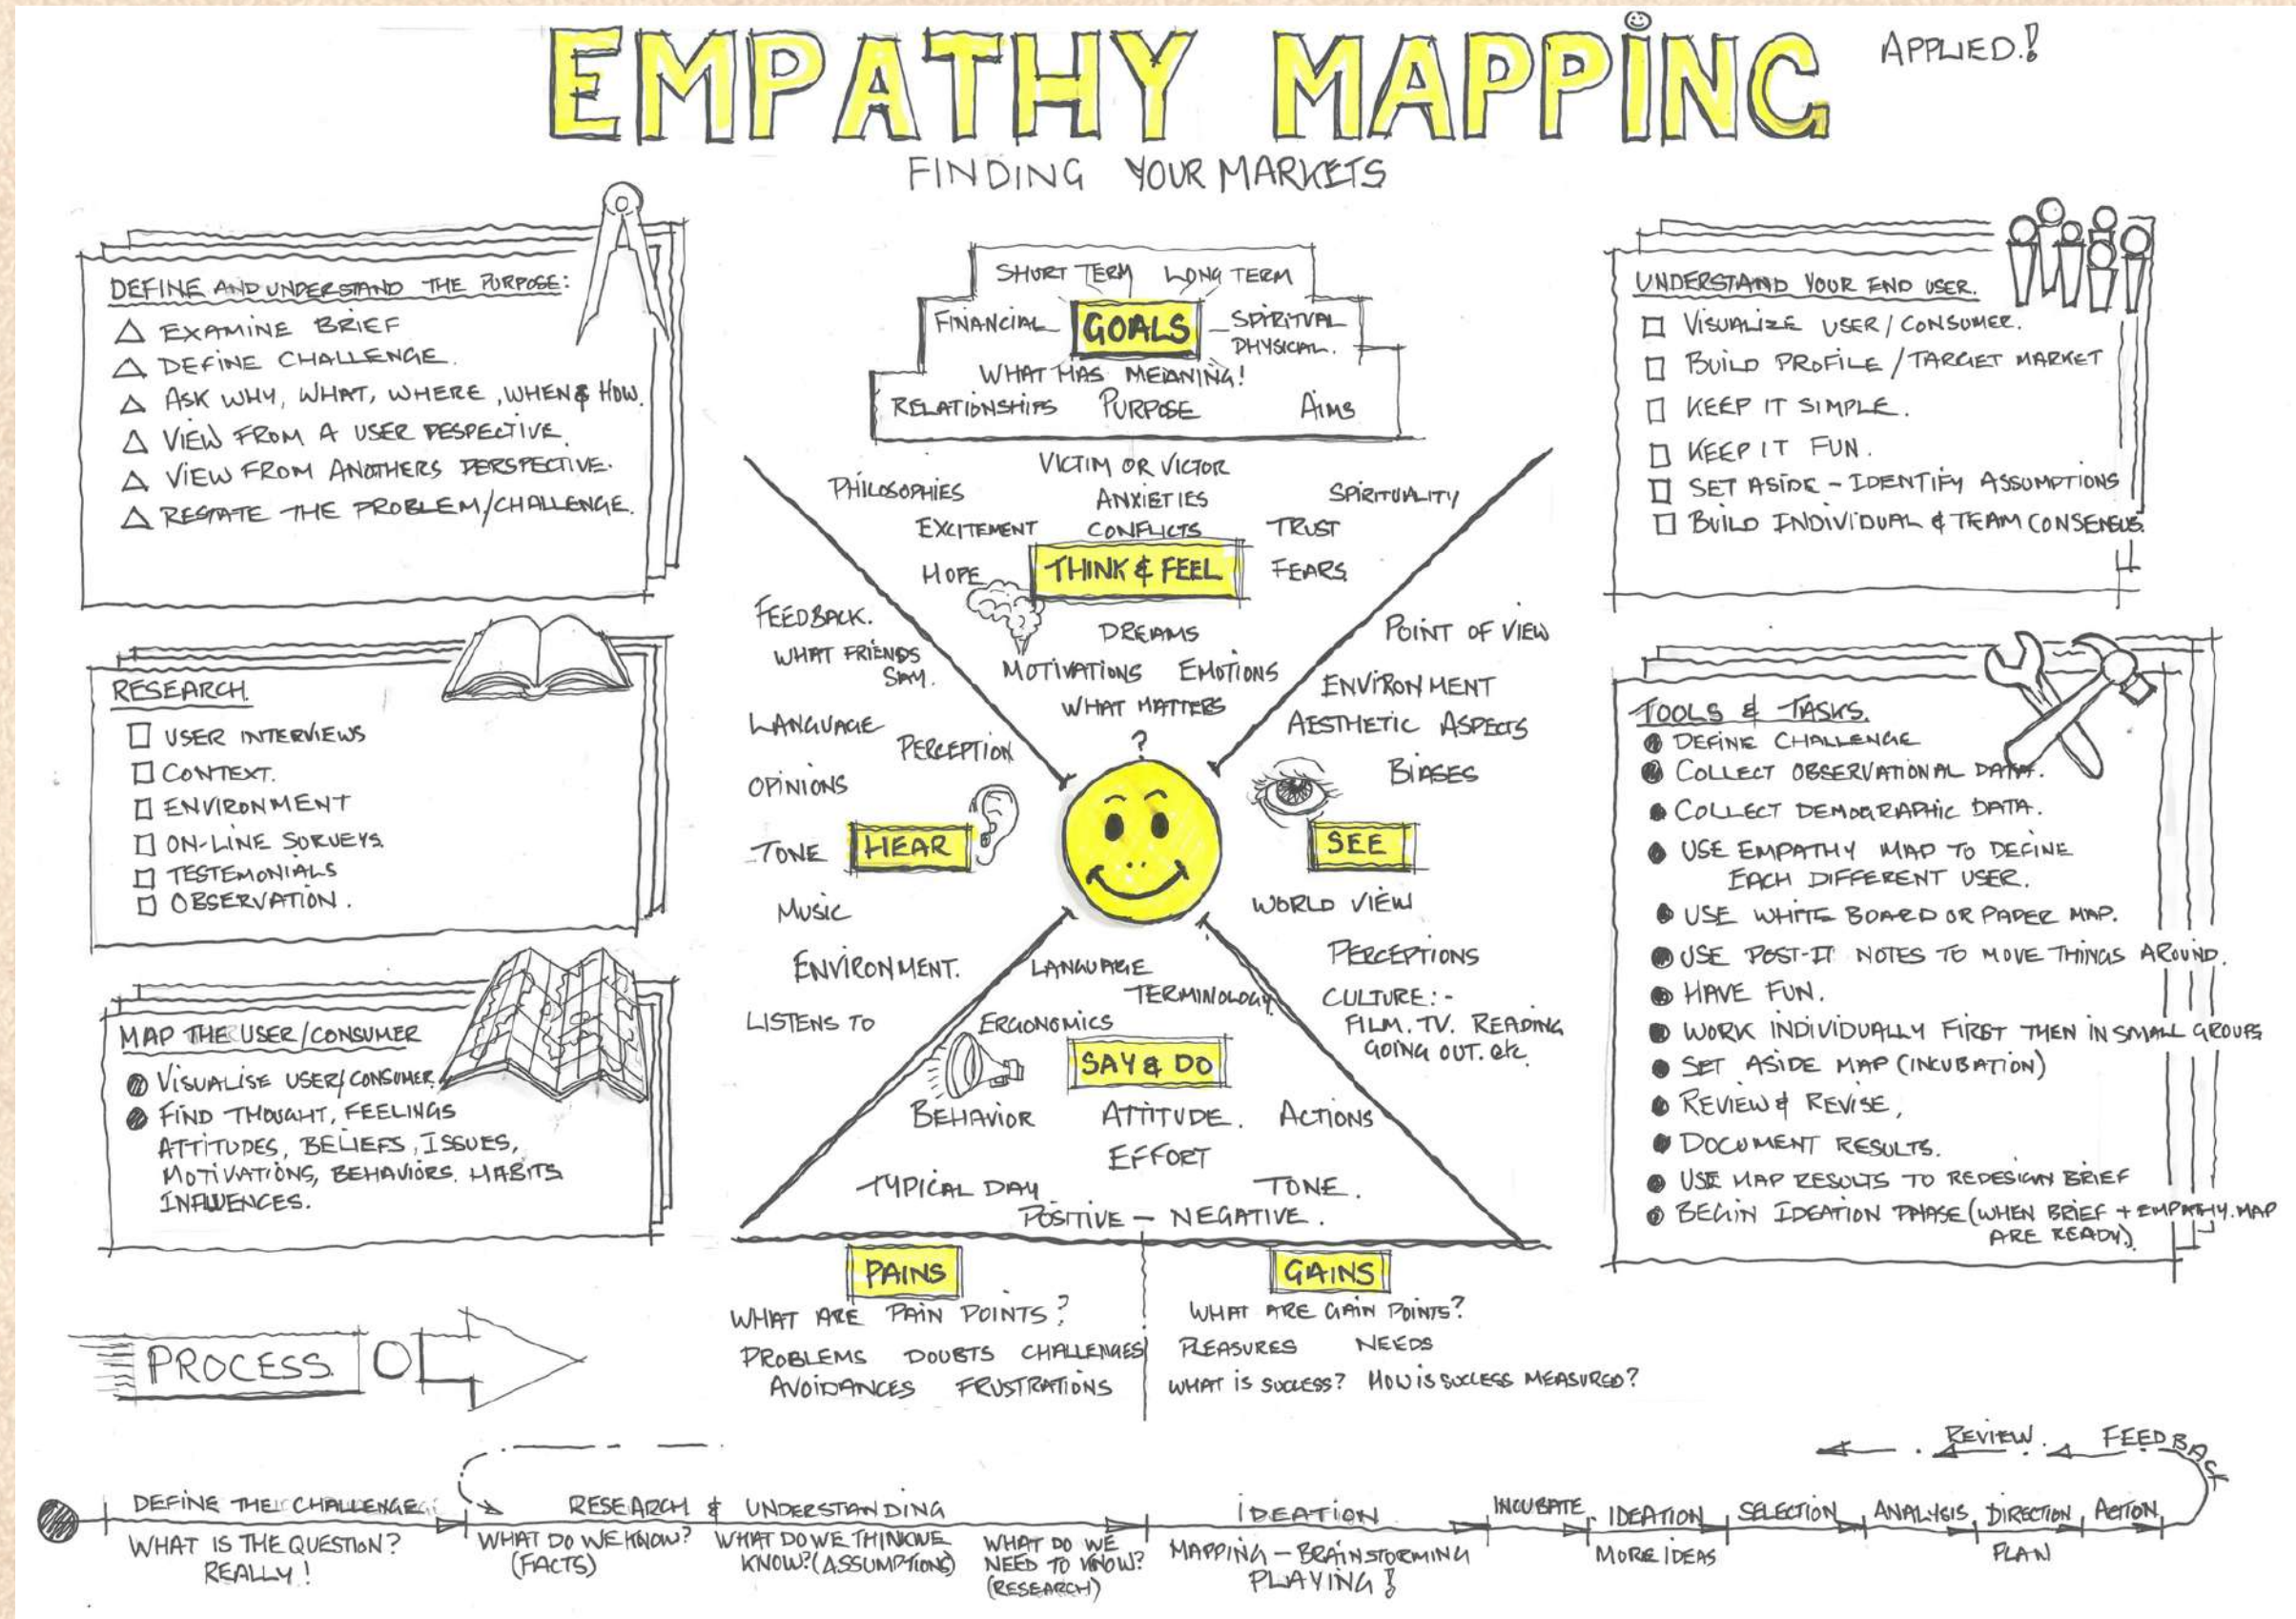 EMPATHY MAPPING
APPLIED!
FINDING YOUR MARKETS
DEFINE AND UNDERSTAND THE PURPOSE:
EXAMINE BRIEF
DEFINE CHALLENGE.
ASK WHY, WHAT, WHERE, WHEN & HOW.
VIEW FROM A USER PESPECTIVE.
VIEW FROM ANOTHERS PERSPECTIVE.
RESTATE THE PROBLEM/CHALLENGE.
RESEARCH.
USER INTERVIEWS
CONTEXT.
ENVIRONMENT
ON-LINE SURVEYS.
TESTEMONIALS
OBSERVATION.
MAP THE USER/CONSUMER
VISUALISE USER/CONSUMER.
FIND THOUGHT, FEELINGS
ATTITUDES, BELIEFS, ISSUES,
MOTIVATIONS, BEHAVIORS. HABITS
INFLUENCES.
SHORT TERM LONG TERM
FINANCIAL GOALS SPIRITUAL
PHYSICAL.
WHAT HAS MEANING!
RELATIONSHIPS PURPOSE AIMS
VICTIM OR VICTOR
PHILOSOPHIES ANXIETIES SPIRITUALITY
EXCITEMENT CONFLICTS TRUST
HOPE THINK & FEEL FEARS
DREAMS
MOTIVATIONS EMOTIONS
WHAT MATTERS
?
FEEDBACK.
WHAT FRIENDS
SAY.
LANGUAGE
PERCEPTION
OPINIONS
TONE HEAR
MUSIC
ENVIRONMENT.
LISTENS TO
POINT OF VIEW
ENVIRONMENT
AESTHETIC ASPECTS
BIASES
SEE
WORLD VIEW
PERCEPTIONS
CULTURE:-
FILM. TV. READING
GOING OUT. etc.
LANGUAGE
TERMINOLOGY
ERGONOMICS
SAY & DO
BEHAVIOR ATTITUDE. ACTIONS
EFFORT
TYPICAL DAY TONE.
POSITIVE - NEGATIVE.
PAINS
WHAT ARE PAIN POINTS?
PROBLEMS DOUBTS CHALLENGES
AVOIDANCES FRUSTRATIONS
GAINS
WHAT ARE GAIN POINTS?
PLEASURES NEEDS
WHAT IS SUCCESS? HOW IS SUCCESS MEASURED?
UNDERSTAND YOUR END USER.
VISUALIZE USER/CONSUMER.
BUILD PROFILE/TARGET MARKET
KEEP IT SIMPLE.
KEEP IT FUN.
SET ASIDE - IDENTIFY ASSUMPTIONS
BUILD INDIVIDUAL & TEAM CONSENSUS.
TOOLS & TASKS.
DEFINE CHALLENGE
COLLECT OBSERVATIONAL DATA.
COLLECT DEMOGRAPHIC DATA.
USE EMPATHY MAP TO DEFINE
EACH DIFFERENT USER.
USE WHITE BOARD OR PAPER MAP.
USE POST-IT NOTES TO MOVE THINGS AROUND.
HAVE FUN.
WORK INDIVIDUALLY FIRST THEN IN SMALL GROUPS
SET ASIDE MAP (INCUBATION)
REVIEW & REVISE,
DOCUMENT RESULTS.
USE MAP RESULTS TO REDESIGN BRIEF
BEGIN IDEATION PHASE (WHEN BRIEF + EMPATHY. MAP
ARE READY.)
PROCESS
REVIEW. FEEDBACK
DEFINE THE CHALLENGE
WHAT IS THE QUESTION?
REALLY!
RESEARCH & UNDERSTANDING
WHAT DO WE KNOW?
(FACTS)
WHAT DO WE THINK WE
KNOW? (ASSUMPTIONS)
WHAT DO WE
NEED TO KNOW?
(RESEARCH)
IDEATION
MAPPING - BRAINSTORMING
PLAYING!
INCUBATE
IDEATION
MORE IDEAS
SELECTION
ANALYSIS
DIRECTION
PLAN
ACTION